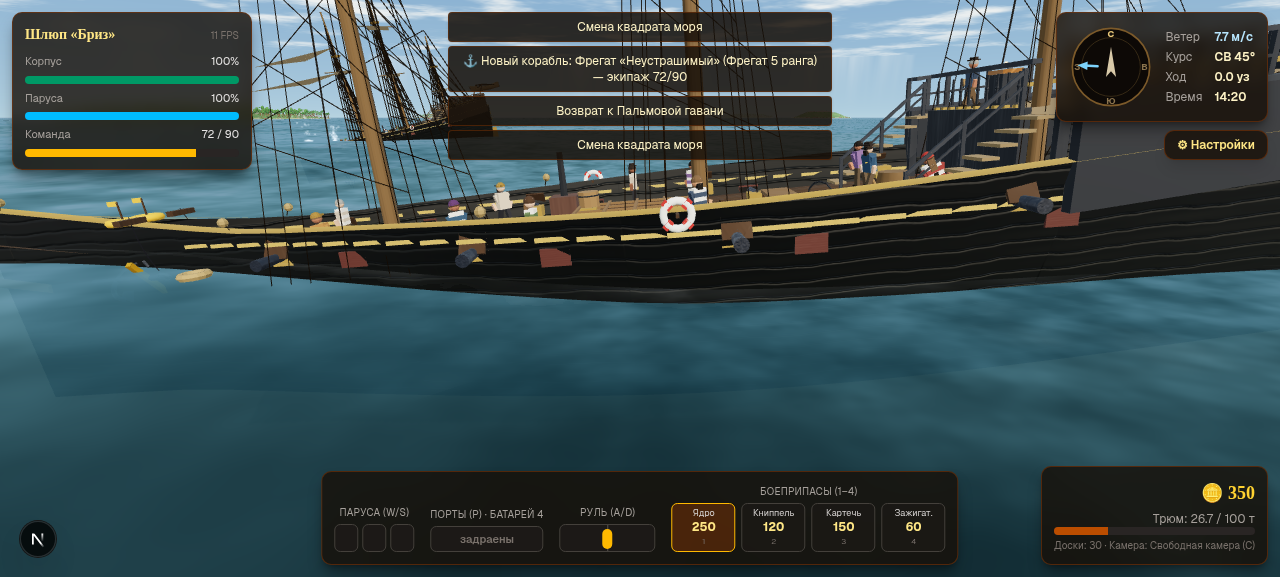 Шлюп «Бриз»
11 FPS
Корпус
100%
Паруса
100%
Команда
72 / 90
Смена квадрата моря
⚓ Новый корабль: Фрегат «Неустрашимый» (Фрегат 5 ранга)
— экипаж 72/90
Возврат к Пальмовой гавани
Смена квадрата моря
С
З
В
Ю
Ветер 7.7 м/с
Курс СВ 45°
Ход 0.0 уз
Время 14:20
⚙ Настройки
ПАРУСА (W/S)
ПОРТЫ (P) · БАТАРЕЙ 4
задраены
РУЛЬ (A/D)
БОЕПРИПАСЫ (1–4)
Ядро
250
1
Книппель
120
2
Картечь
150
3
Зажигат.
60
4
350
Трюм: 26.7 / 100 т
Доски: 30 · Камера: Свободная камера (C)
N